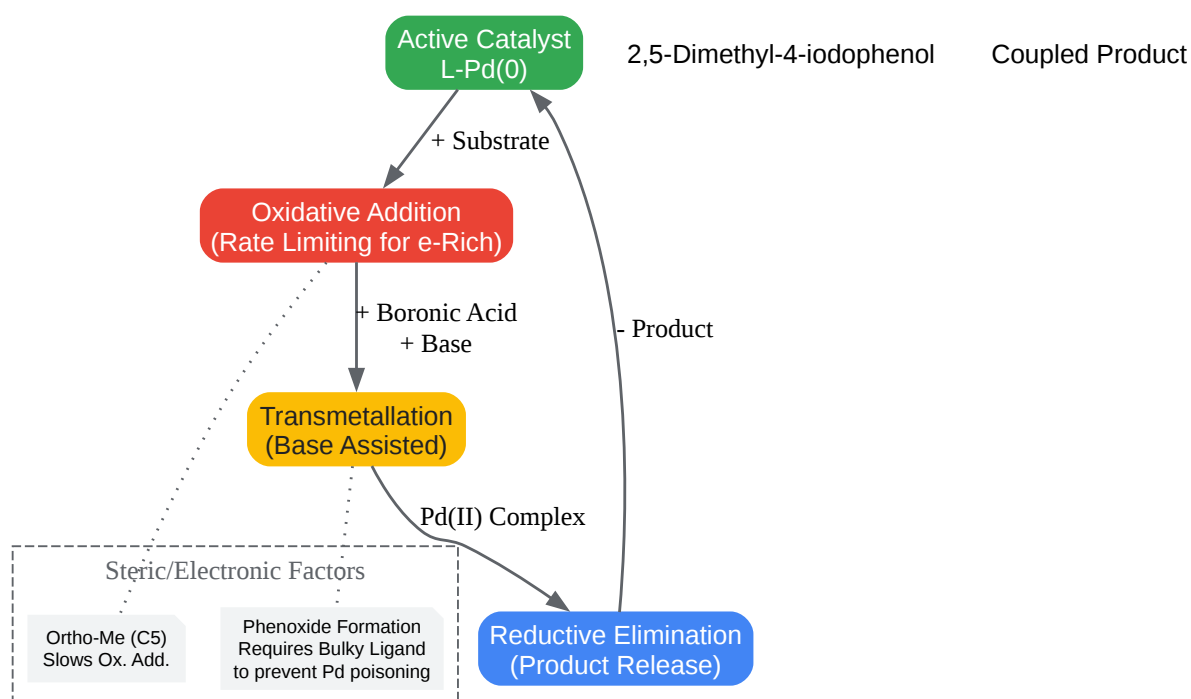 Active Catalyst
L-Pd(0)
2,5-Dimethyl-4-iodophenol
Coupled Product
+ Substrate
Oxidative Addition
(Rate Limiting for e-Rich)
+ Boronic Acid
+ Base
- Product
Transmetallation
(Base Assisted)
Pd(II) Complex
Steric/Electronic Factors
Ortho-Me (C5)
Slows Ox. Add.
Phenoxide Formation
Requires Bulky Ligand
to prevent Pd poisoning
Reductive Elimination
(Product Release)